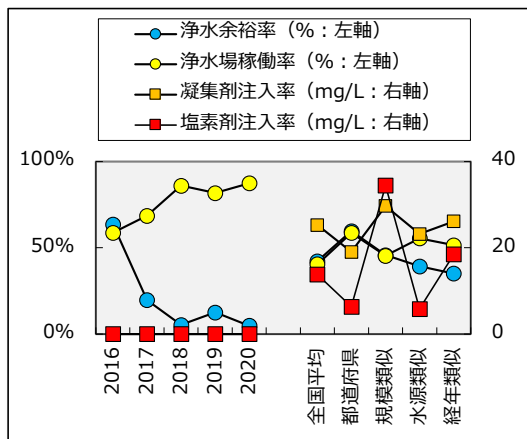 浄水余裕率（%：左軸）
浄水場稼働率（%：左軸）
凝集剤注入率（mg/L：右軸）
塩素剤注入率（mg/L：右軸）
100%
50%
0%
40
20
0
2016
2017
2018
2019
2020
全国平均
都道府県
規模類似
水源類似
経年類似